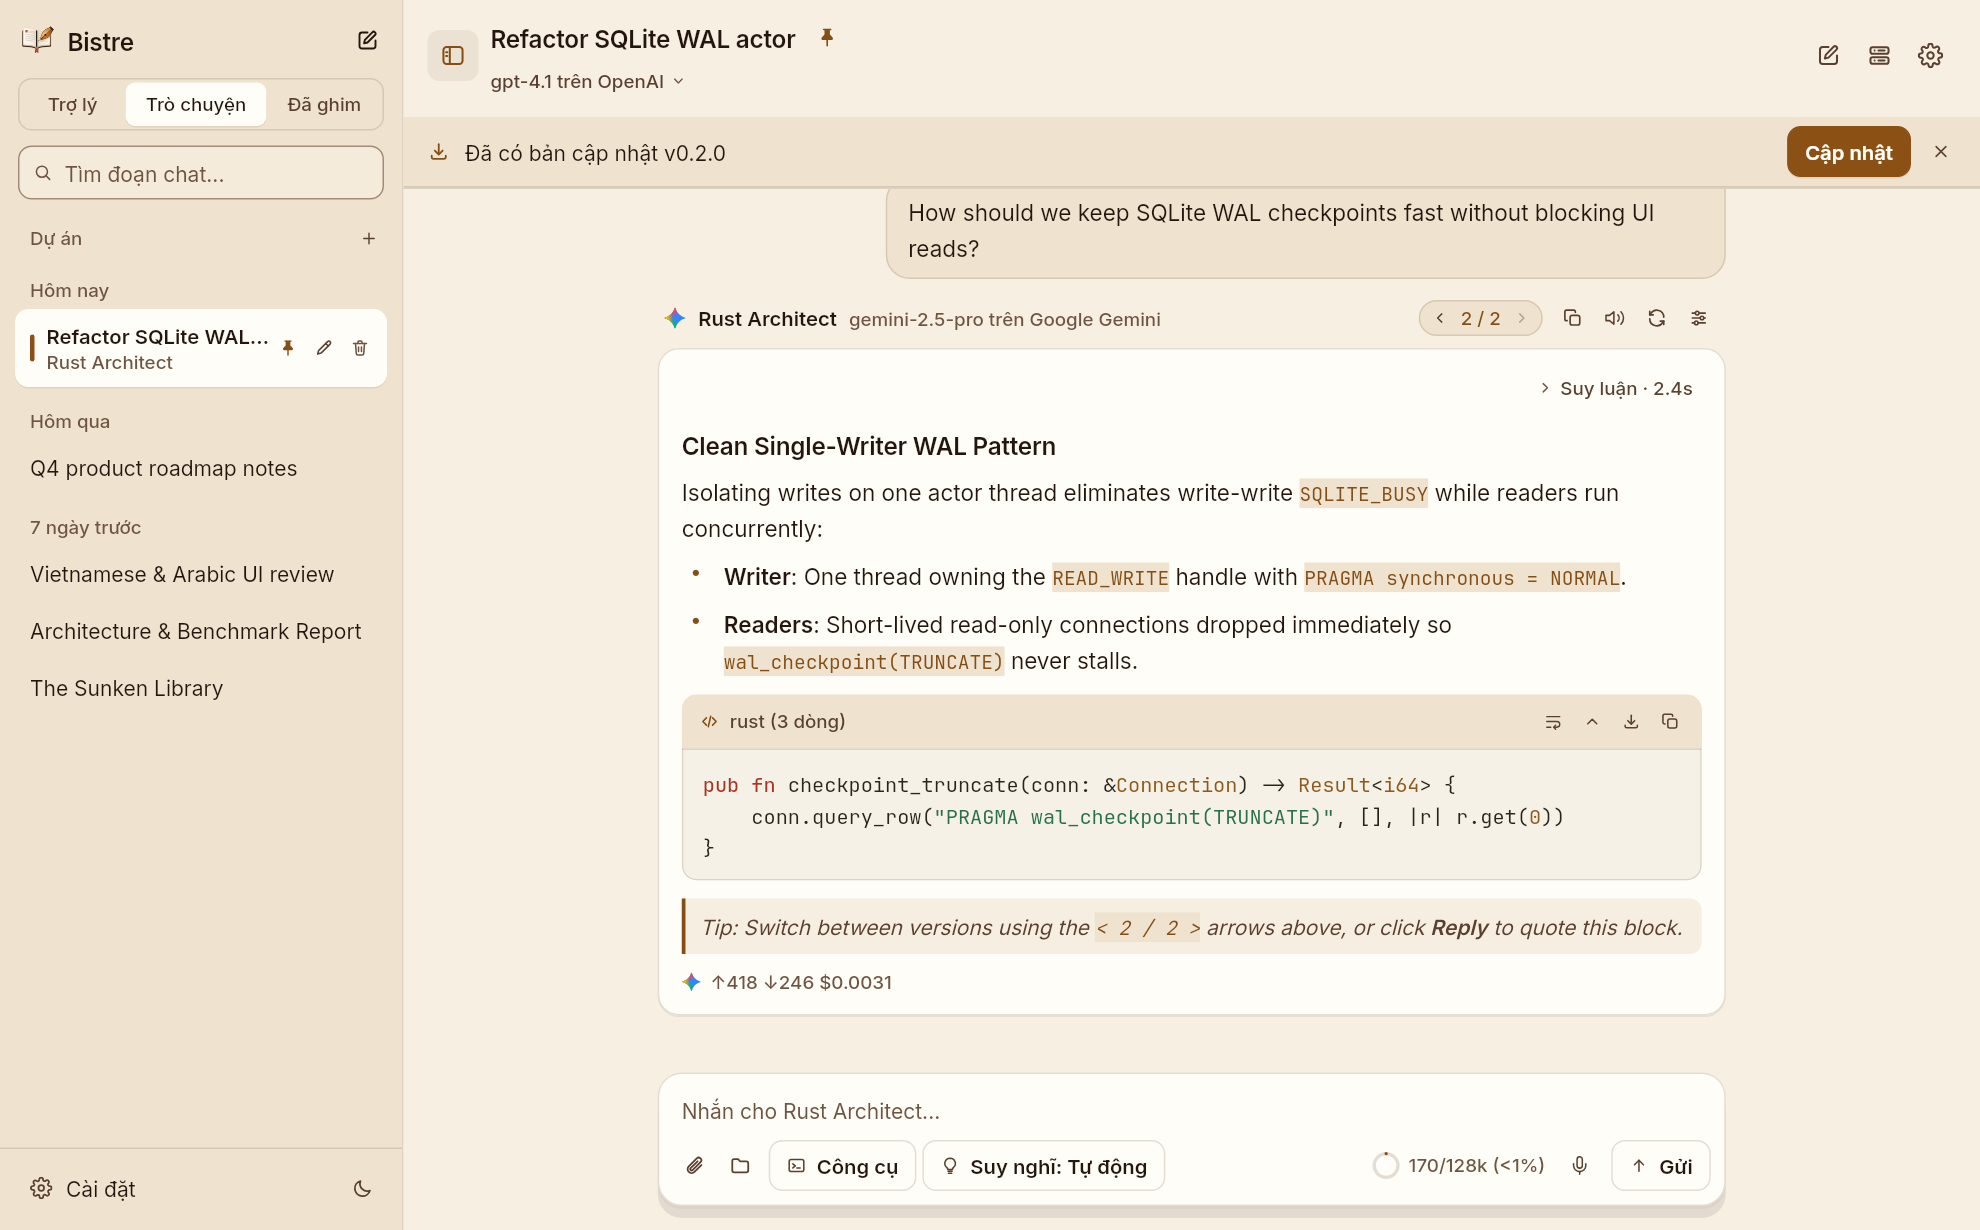 Bistre
Trợ lý
Trò chuyện
Đã ghim
Tìm đoạn chat...
Dự án
Hôm nay
Refactor SQLite WAL...
Rust Architect
Hôm qua
Q4 product roadmap notes
7 ngày trước
Vietnamese & Arabic UI review
Architecture & Benchmark Report
The Sunken Library
Cài đặt
Refactor SQLite WAL actor
gpt-4.1 trên OpenAI
Đã có bản cập nhật v0.2.0
Cập nhật
How should we keep SQLite WAL checkpoints fast without blocking UI
reads?
Rust Architect gemini-2.5-pro trên Google Gemini
2 / 2
Suy luận · 2.4s
Clean Single-Writer WAL Pattern
Isolating writes on one actor thread eliminates write-write SQLITE_BUSY while readers run
concurrently:
• Writer: One thread owning the READ_WRITE handle with PRAGMA synchronous = NORMAL.
• Readers: Short-lived read-only connections dropped immediately so
wal_checkpoint(TRUNCATE) never stalls.
rust (3 dòng)
pub fn checkpoint_truncate(conn: &Connection) -> Result<i64> {
    conn.query_row("PRAGMA wal_checkpoint(TRUNCATE)", [], |r| r.get(0))
}
Tip: Switch between versions using the < 2 / 2 > arrows above, or click Reply to quote this block.
↑418 ↓246 $0.0031
Nhắn cho Rust Architect...
Công cụ
Suy nghĩ: Tự động
170/128k (<1%)
Gửi